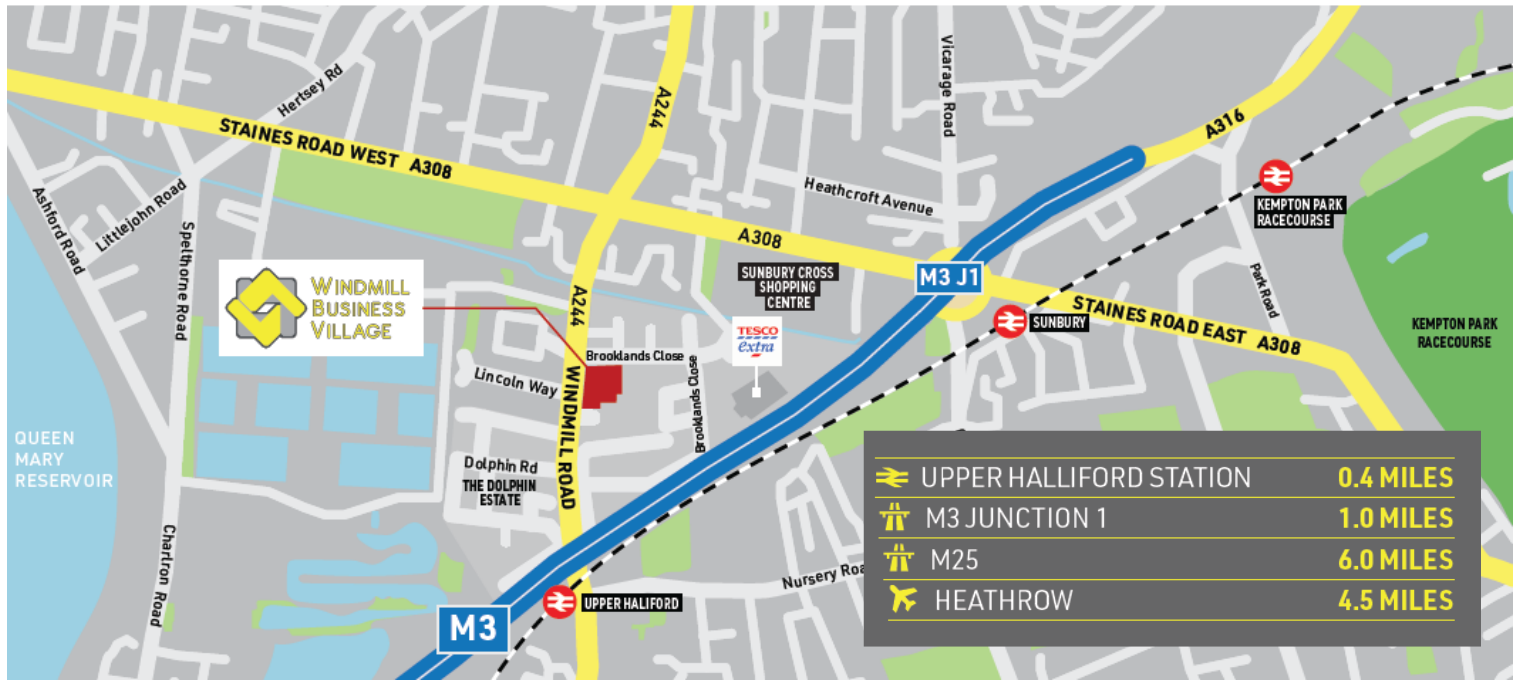 Hertsey Rd
Vicarage Road
A244
STAINES ROAD WEST A308
A316
Ashford Road
Littlejohn Road
Heathcroft Avenue
KEMPTON PARK
RACECOURSE
Spelthorne Road
A308
WINDMILL
BUSINESS
VILLAGE
A244
SUNBURY CROSS
SHOPPING
CENTRE
M3 J1
Park Road
TESCO
extra
SUNBURY
STAINES ROAD EAST A308
KEMPTON PARK
RACECOURSE
Brooklands Close
Lincoln Way
WINDMILL ROAD
Brooklands Close
QUEEN
MARY
RESERVOIR
Dolphin Rd
THE DOLPHIN
ESTATE
UPPER HALLIFORD STATION 0.4 MILES
M3 JUNCTION 1 1.0 MILES
M25 6.0 MILES
HEATHROW 4.5 MILES
Charlton Road
Nursery Roa
UPPER HALIFORD
M3